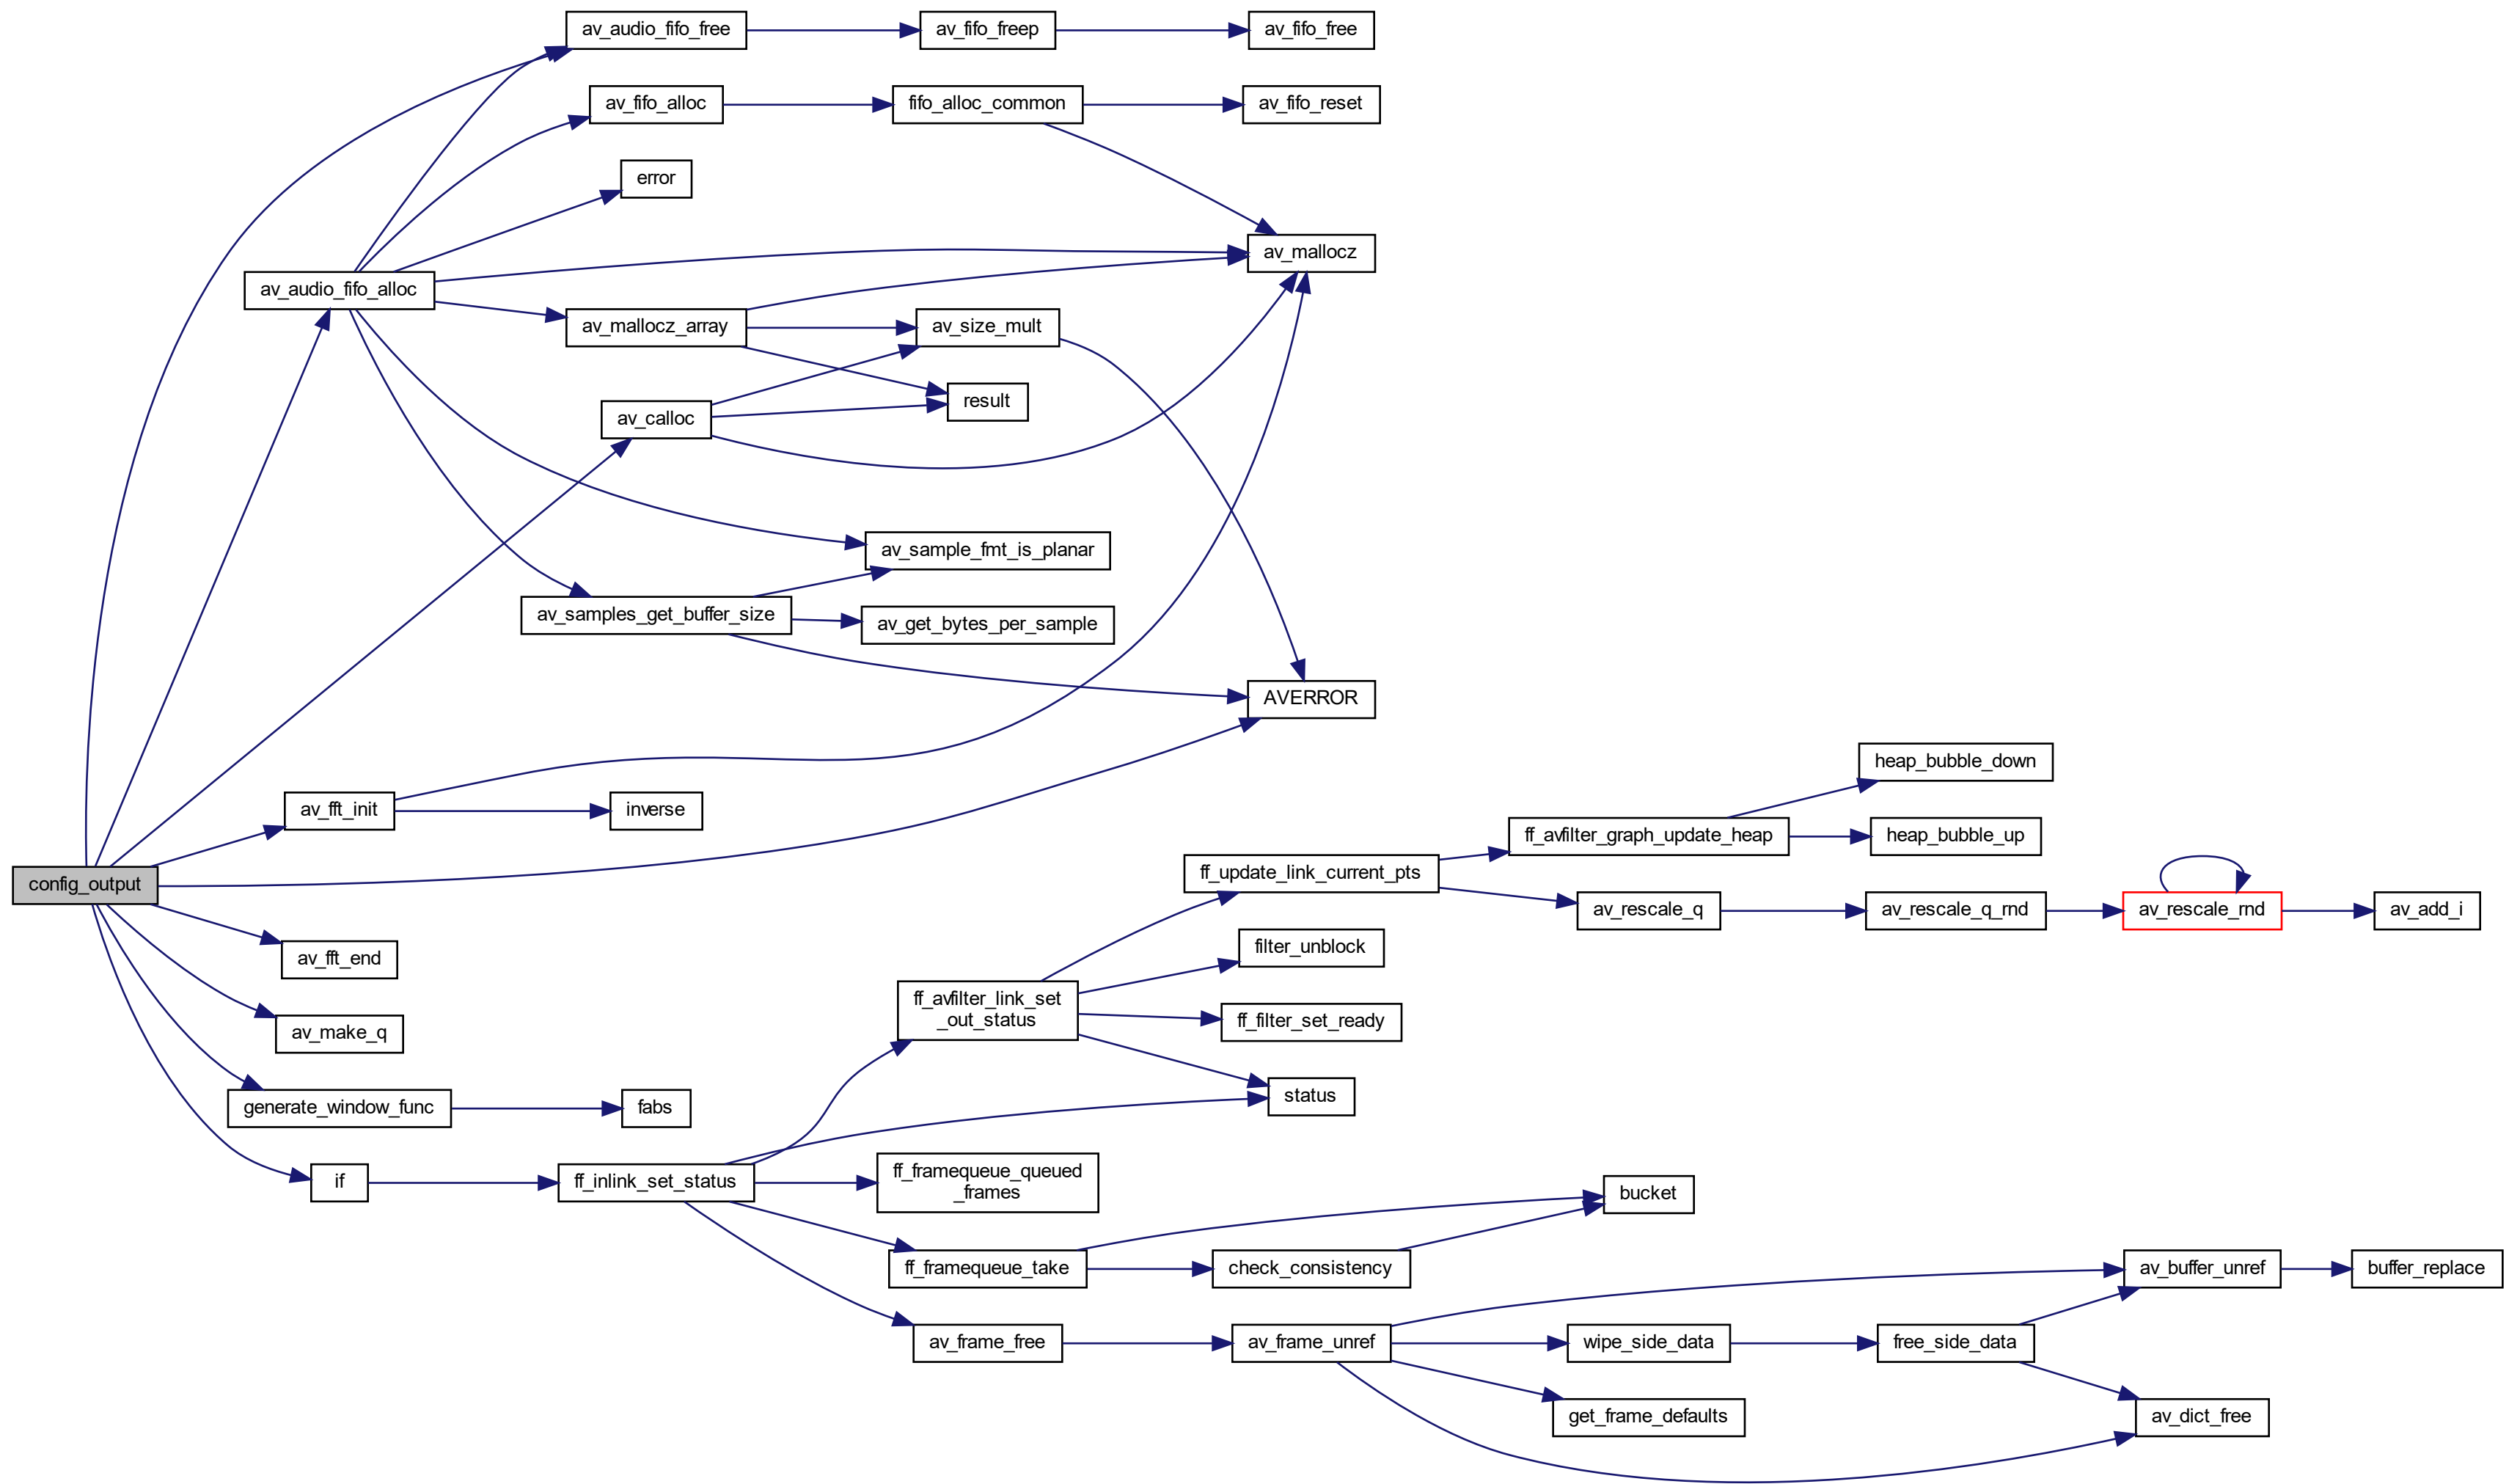 av_audio_fifo_free
av_fifo_freep
av_fifo_free
av_fifo_alloc
fifo_alloc_common
av_fifo_reset
error
av_mallocz
av_audio_fifo_alloc
av_mallocz_array
av_size_mult
result
av_calloc
av_sample_fmt_is_planar
av_samples_get_buffer_size
av_get_bytes_per_sample
AVERROR
heap_bubble_down
av_fft_init
inverse
ff_avfilter_graph_update_heap
heap_bubble_up
ff_update_link_current_pts
config_output
av_rescale_q
av_rescale_q_rnd
av_rescale_rnd
av_add_i
filter_unblock
av_fft_end
ff_avfilter_link_set
_out_status
ff_filter_set_ready
av_make_q
status
generate_window_func
fabs
if
ff_inlink_set_status
ff_framequeue_queued
_frames
bucket
ff_framequeue_take
check_consistency
av_buffer_unref
buffer_replace
av_frame_free
av_frame_unref
wipe_side_data
free_side_data
get_frame_defaults
av_dict_free